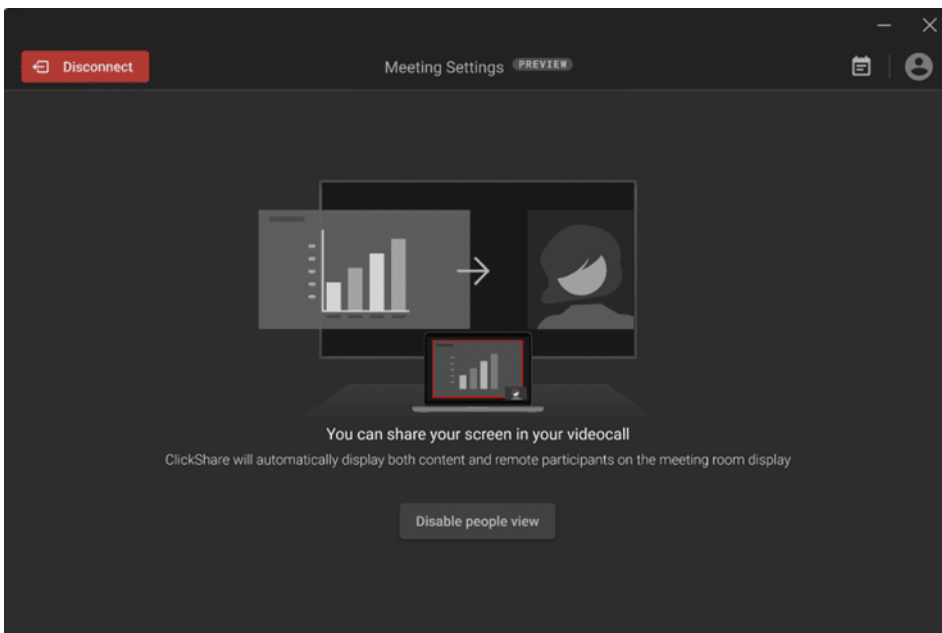 Disconnect
Meeting Settings PREVIEW
You can share your screen in your videocall
ClickShare will automatically display both content and remote participants on the meeting room display
Disable people view